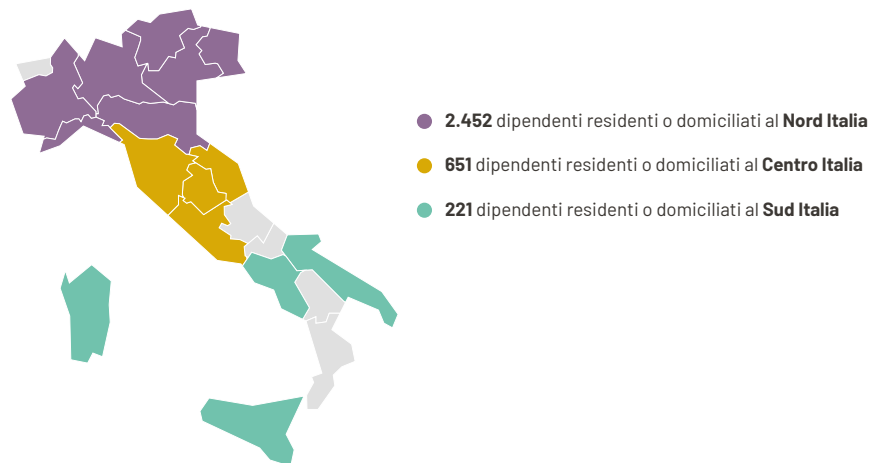 2.452 dipendenti residenti o domiciliati al Nord Italia
651 dipendenti residenti o domiciliati al Centro Italia
221 dipendenti residenti o domiciliati al Sud Italia